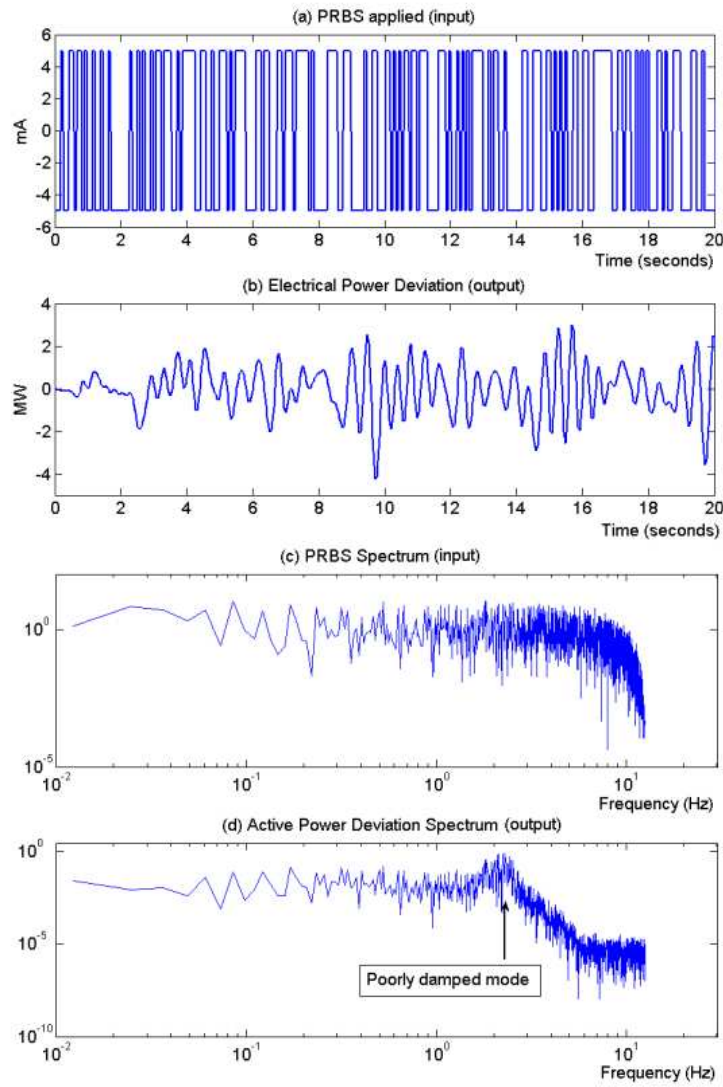 (a) PRBS applied (input)
6
4
2
0
-2
-4
-6
mA
0 2 4 6 8 10 12 14 16 18 20
Time (seconds)
(b) Electrical Power Deviation (output)
4
2
0
-2
-4
MW
0 2 4 6 8 10 12 14 16 18 20
Time (seconds)
(c) PRBS Spectrum (input)
10^0
10^-5
10^-2 10^-1 10^0 10^1
Frequency (Hz)
(d) Active Power Deviation Spectrum (output)
10^0
10^-5
10^-10
Poorly damped mode
10^-2 10^-1 10^0 10^1
Frequency (Hz)